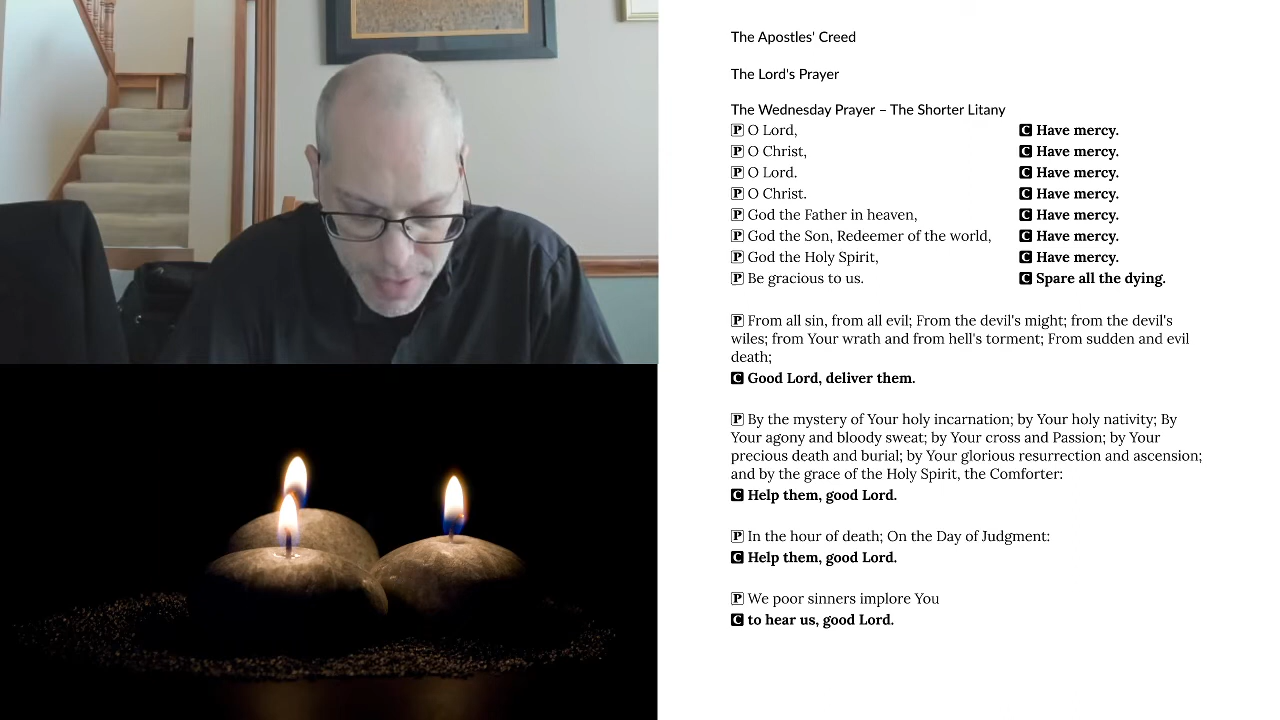 The Apostles' Creed
The Lord's Prayer
The Wednesday Prayer – The Shorter Litany
P O Lord, C Have mercy.
P O Christ, C Have mercy.
P O Lord. C Have mercy.
P O Christ. C Have mercy.
P God the Father in heaven, C Have mercy.
P God the Son, Redeemer of the world, C Have mercy.
P God the Holy Spirit, C Have mercy.
P Be gracious to us. C Spare all the dying.
P From all sin, from all evil; From the devil's might; from the devil's
wiles; from Your wrath and from hell's torment; From sudden and evil
death;
C Good Lord, deliver them.
P By the mystery of Your holy incarnation; by Your holy nativity; By
Your agony and bloody sweat; by Your cross and Passion; by Your
precious death and burial; by Your glorious resurrection and ascension;
and by the grace of the Holy Spirit, the Comforter:
C Help them, good Lord.
P In the hour of death; On the Day of Judgment:
C Help them, good Lord.
P We poor sinners implore You
C to hear us, good Lord.